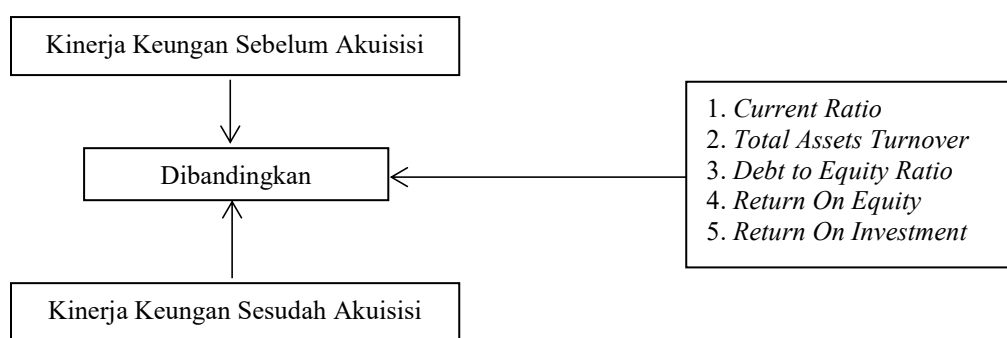 Kinerja Keungan Sebelum Akuisisi
1. Current Ratio
2. Total Assets Turnover
3. Debt to Equity Ratio
4. Return On Equity
5. Return On Investment
Dibandingkan
Kinerja Keungan Sesudah Akuisisi